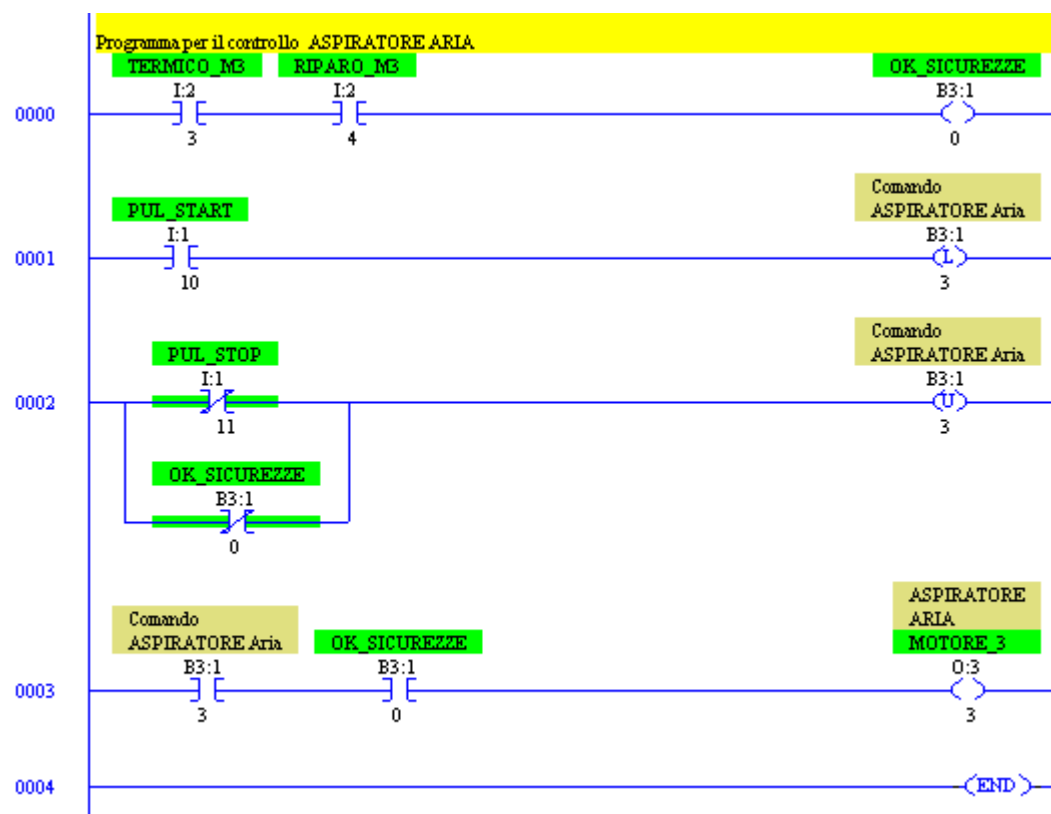 Programma per il controllo ASPIRATORE ARIA
TERMICO_M3 RIPARO_M3 OK_SICUREZZE
I:2 I:2 B3:1
0000
3 4 0
Comando
PUL_START ASPIRATORE Aria
I:1 B3:1
0001 L
10 3
Comando
PUL_STOP ASPIRATORE Aria
I:1 B3:1
0002 U
11 3
OK_SICUREZZE
B3:1
0
ASPIRATORE
Comando ARIA
ASPIRATORE Aria OK_SICUREZZE MOTORE_3
B3:1 B3:1 O:3
0003
3 0 3
0004 END